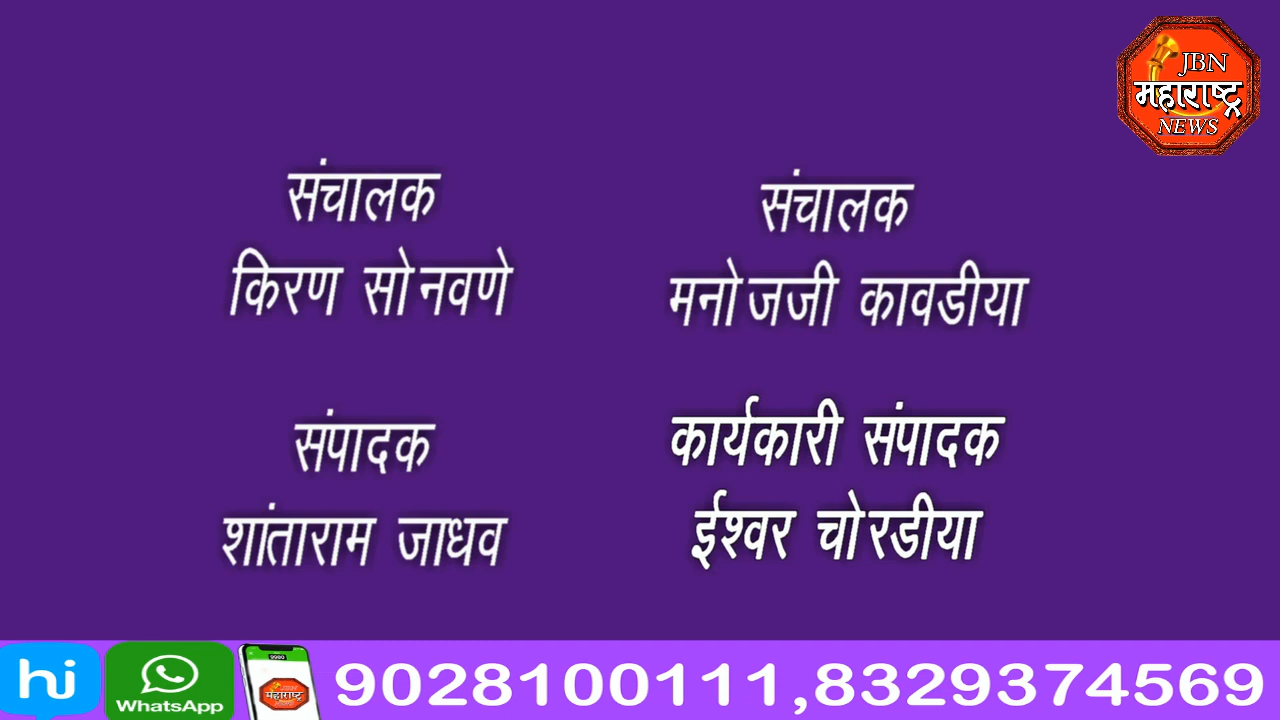 JBN
महाराष्ट्र
NEWS
संचालक
किरण सोनवणे
संचालक
मनोजजी कावडीया
संपादक
शांताराम जाधव
कार्यकारी संपादक
ईश्वर चोरडीया
hi
WhatsApp
महाराष्ट्र
9028100111,8329374569